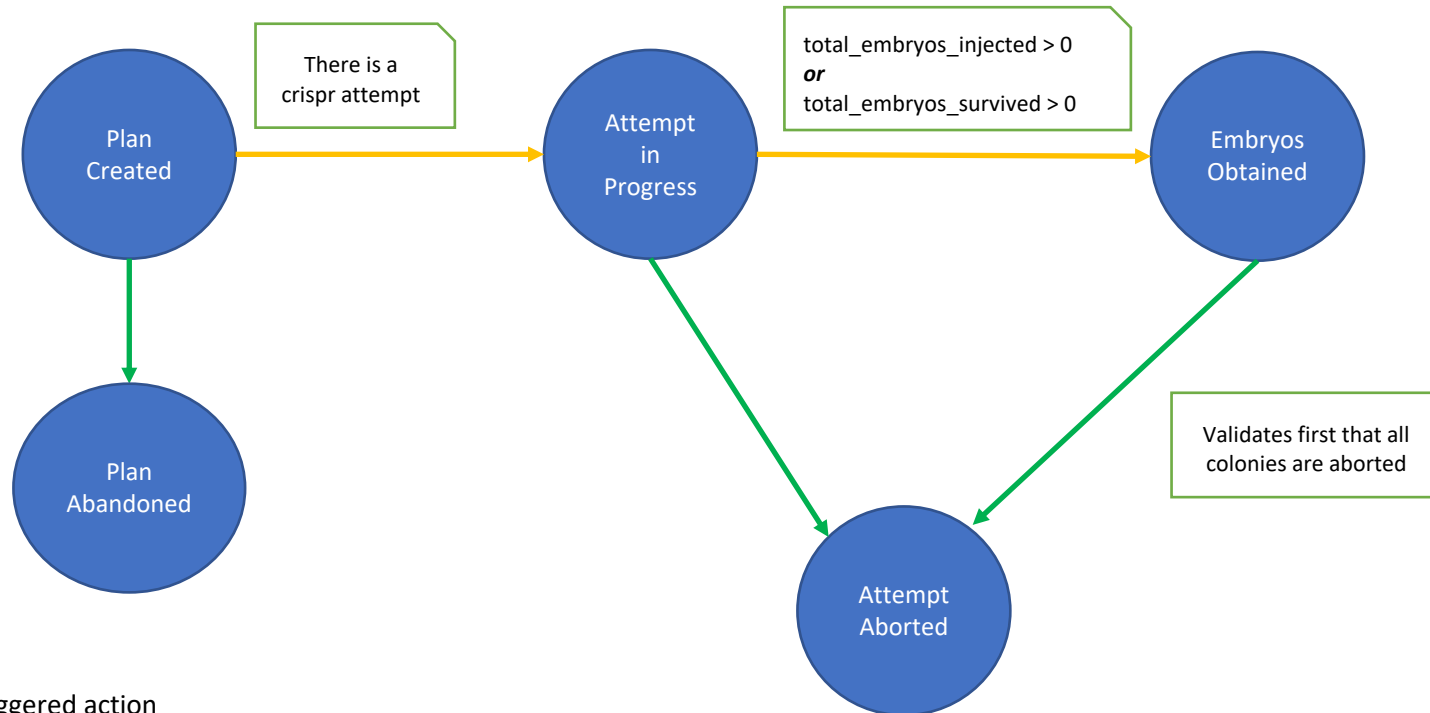 There is a
crispr attempt
total_embryos_injected > 0
or
total_embryos_survived > 0
Plan
Created
Attempt
in
Progress
Embryos
Obtained
Validates first that all
colonies are aborted
Plan
Abandoned
Attempt
Aborted
action